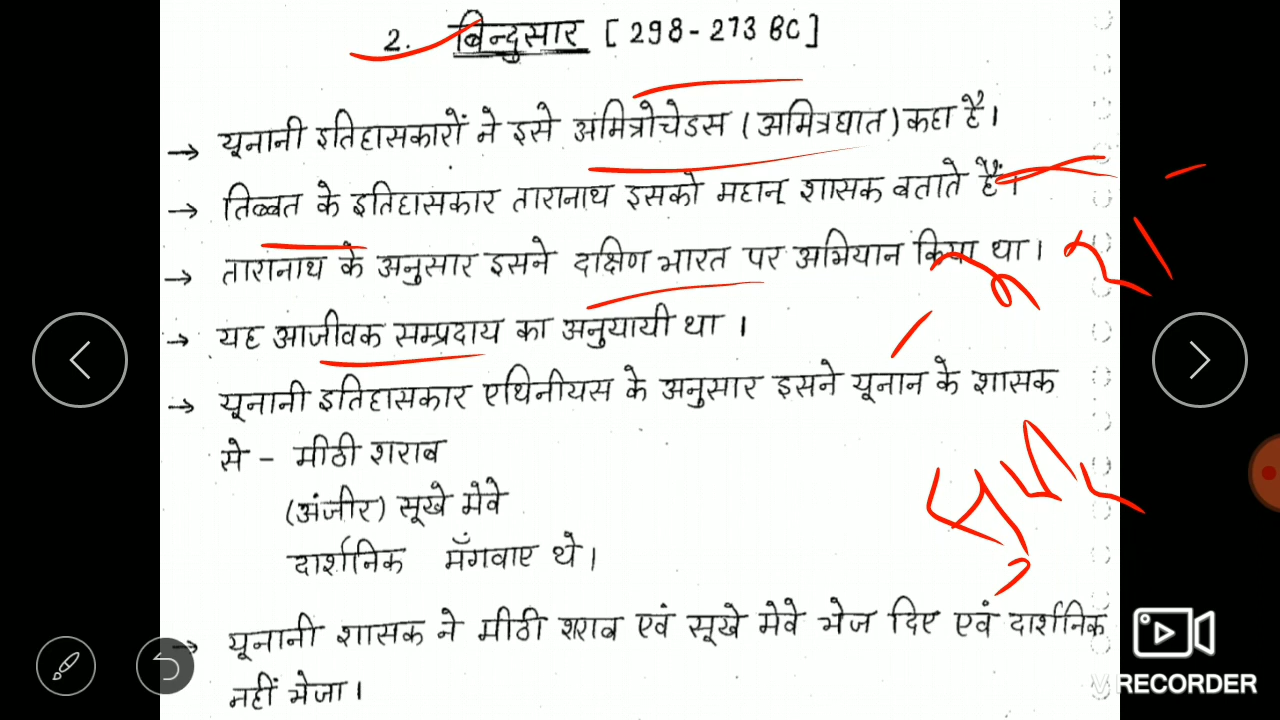 2. बिन्दुसार [298-273 BC]
→ यूनानी इतिहासकारों ने इसे अमित्रोचेडस (अमित्रघात) कहा है।
→ तिब्बत के इतिहासकार तारानाथ इसको महान् शासक बताते हैं।
→ तारानाथ के अनुसार इसने दक्षिण भारत पर अभियान किया था।
→ यह आजीवक सम्प्रदाय का अनुयायी था ।
→ यूनानी इतिहासकार एथिनीयस के अनुसार इसने यूनान के शासक
से - मीठी शराब
(अंजीर) सूखे मेवे
दार्शनिक मँगवाए थे।
→ यूनानी शासक ने मीठी शराब एवं सूखे मेवे भेज दिए एवं दार्शनिक
नहीं भेजा।
V RECORDER